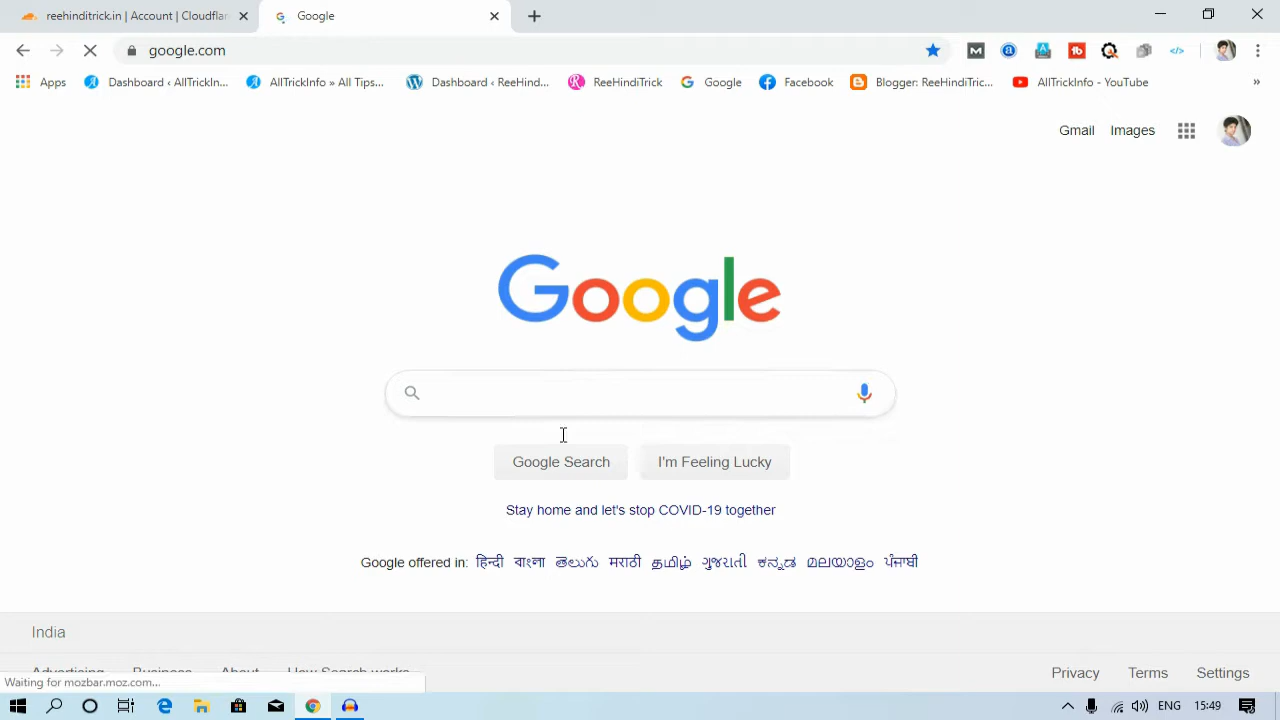 reehinditrick.in | Account | Cloudflar
Google
google.com
Apps
Dashboard ‹ AllTrickIn...
AllTrickInfo » All Tips...
Dashboard ‹ ReeHind...
ReeHindiTrick
Google
Facebook
Blogger: ReeHindiTric...
AllTrickInfo - YouTube
»
Gmail
Images
Google
Google Search
I'm Feeling Lucky
Stay home and let's stop COVID-19 together
Google offered in: हिन्दी বাংলা తెలుగు मराठी தமிழ் ગુજરાતી ಕನ್ನಡ മലയാളം ਪੰਜਾਬੀ
India
Advertising Business About How Search works
Privacy Terms Settings
Waiting for mozbar.moz.com...
ENG 15:49